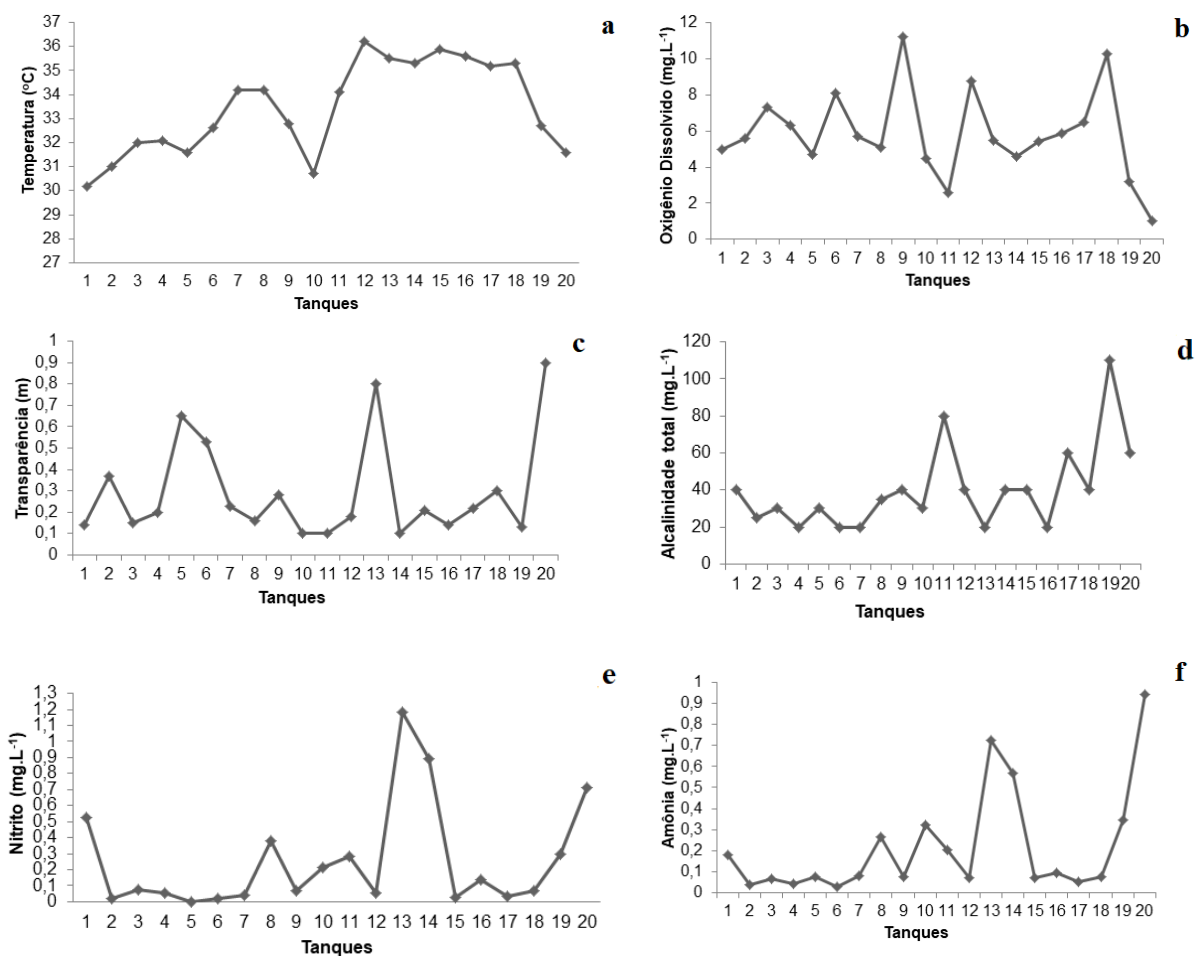 a
Temperatura (°C)
37
36
35
34
33
32
31
30
29
28
27
1 2 3 4 5 6 7 8 9 10 11 12 13 14 15 16 17 18 19 20
Tanques
b
Oxigênio Dissolvido (mg.L-1)
12
10
8
6
4
2
0
1 2 3 4 5 6 7 8 9 10 11 12 13 14 15 16 17 18 19 20
Tanques
c
Transparência (m)
1
0,9
0,8
0,7
0,6
0,5
0,4
0,3
0,2
0,1
0
1 2 3 4 5 6 7 8 9 10 11 12 13 14 15 16 17 18 19 20
Tanques
d
Alcalinidade total (mg.L-1)
120
100
80
60
40
20
0
1 2 3 4 5 6 7 8 9 10 11 12 13 14 15 16 17 18 19 20
Tanques
e
Nitrito (mg.L-1)
1,3
1,2
1,1
1
0,9
0,8
0,7
0,6
0,5
0,4
0,3
0,2
0,1
0
1 2 3 4 5 6 7 8 9 10 11 12 13 14 15 16 17 18 19 20
Tanques
f
Amônia (mg.L-1)
1
0,9
0,8
0,7
0,6
0,5
0,4
0,3
0,2
0,1
0
1 2 3 4 5 6 7 8 9 10 11 12 13 14 15 16 17 18 19 20
Tanques